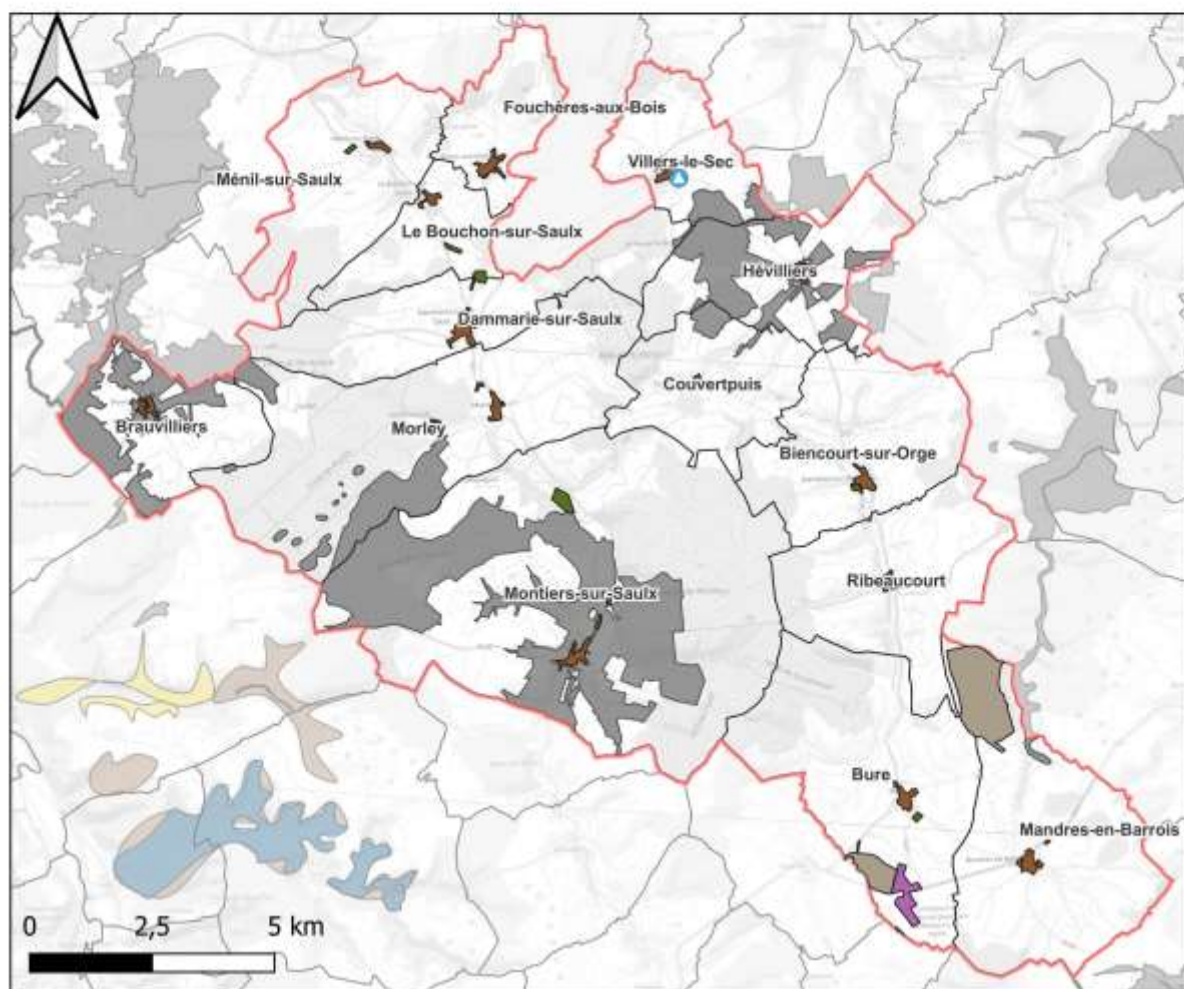 Fouchères-aux-Bois
Villers-le-Sec
Ménil-sur-Saulx
Le Bouchon-sur-Saulx
Hévilliers
Dammarie-sur-Saulx
Couvertpuis
Brauvilliers
Morley
Biencourt-sur-Orge
Ribeaucourt
Montiers-sur-Saulx
Bure
Mandres-en-Barrois
0 2,5 5 km